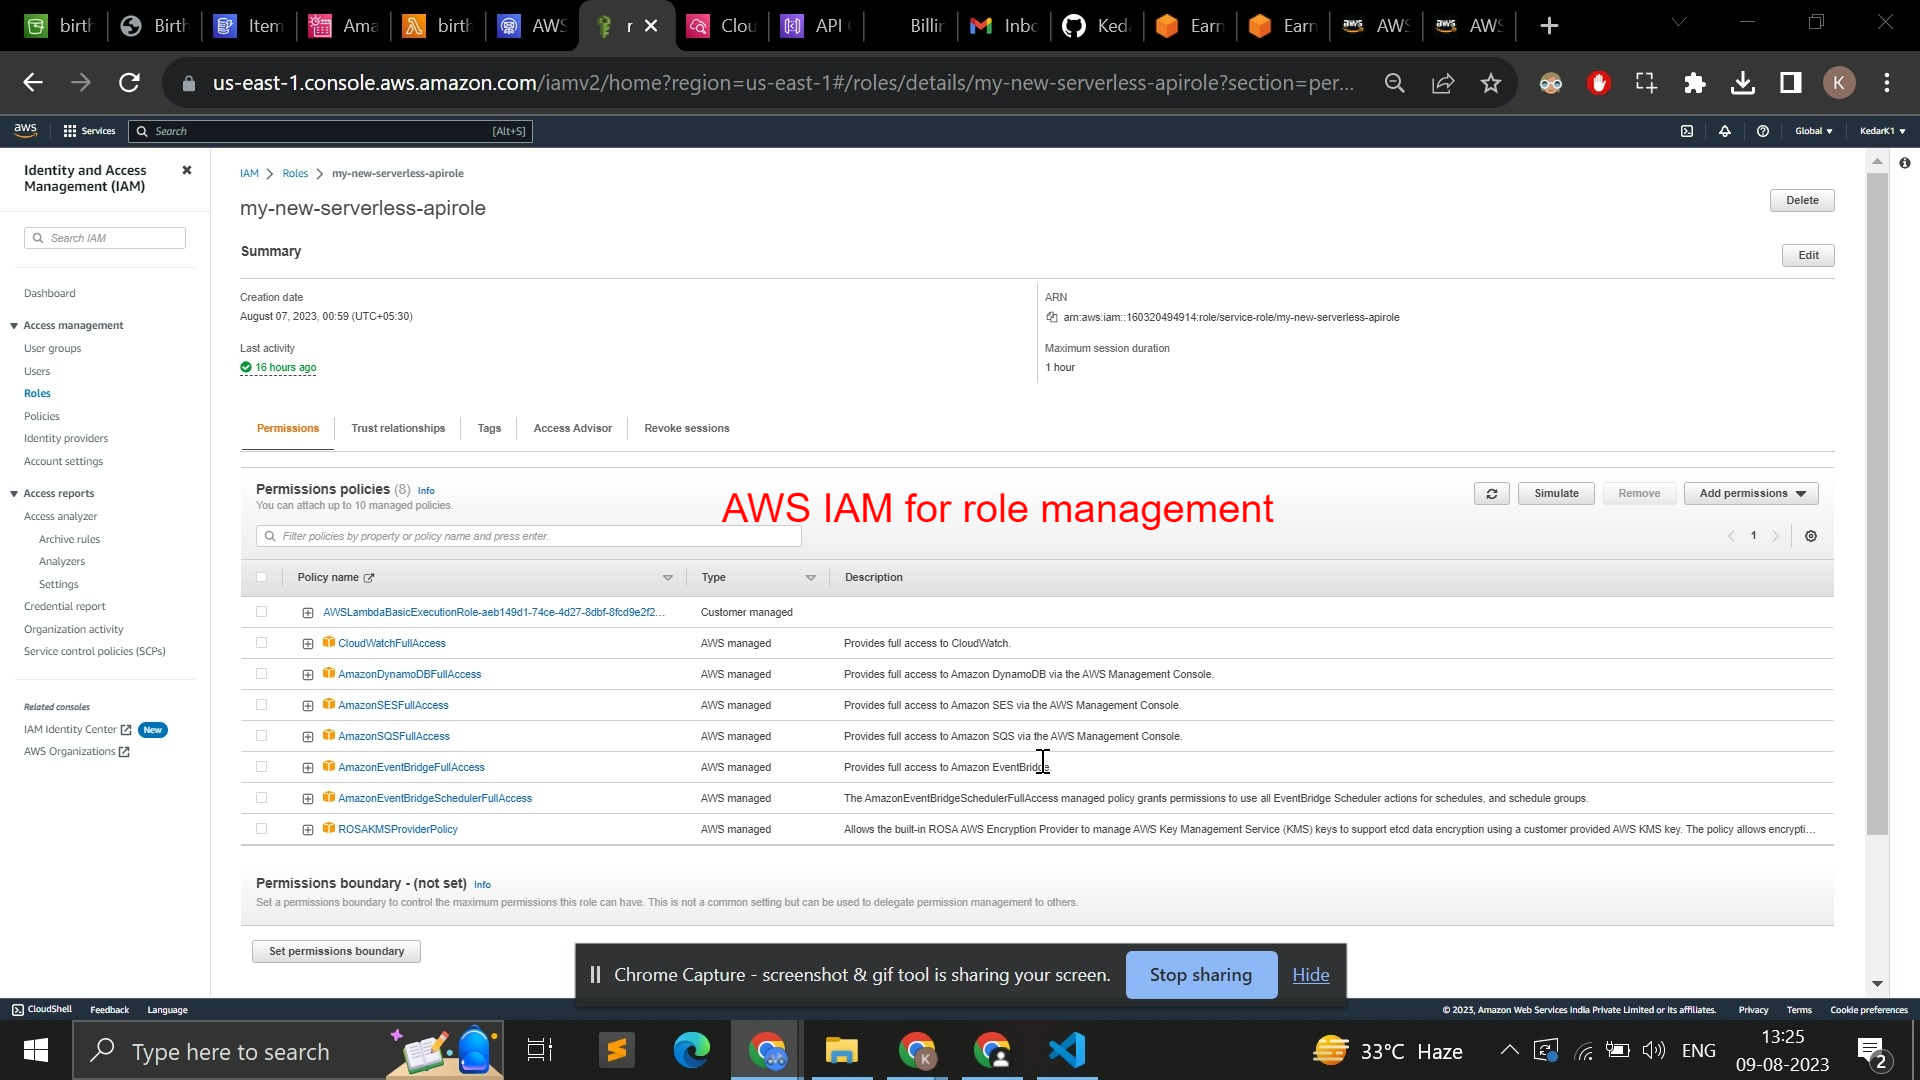 birth
Birth
Item
Ama
birth
AWS
r
Clou
API
Billin
Inbo
Keda
Earn
Earn
AWS
AWS
us-east-1.console.aws.amazon.com/iamv2/home?region=us-east-1#/roles/details/my-new-serverless-apirole?section=per...
K
aws
Services
Search
[Alt+S]
Global
KedarK1
Identity and Access Management (IAM)
Search IAM
Dashboard
Access management
User groups
Users
Roles
Policies
Identity providers
Account settings
Access reports
Access analyzer
Archive rules
Analyzers
Settings
Credential report
Organization activity
Service control policies (SCPs)
Related consoles
IAM Identity Center New
AWS Organizations
IAM > Roles > my-new-serverless-apirole
my-new-serverless-apirole
Delete
Summary
Edit
Creation date
August 07, 2023, 00:59 (UTC+05:30)
ARN
arn:aws:iam::160320494914:role/service-role/my-new-serverless-apirole
Last activity
16 hours ago
Maximum session duration
1 hour
Permissions
Trust relationships
Tags
Access Advisor
Revoke sessions
Permissions policies (8) Info
You can attach up to 10 managed policies.
AWS IAM for role management
Simulate
Remove
Add permissions
Filter policies by property or policy name and press enter.
1
Policy name
Type
Description
AWSLambdaBasicExecutionRole-aeb149d1-74ce-4d27-8dbf-8fcd9e2f2... Customer managed
CloudWatchFullAccess AWS managed Provides full access to CloudWatch.
AmazonDynamoDBFullAccess AWS managed Provides full access to Amazon DynamoDB via the AWS Management Console.
AmazonSESFullAccess AWS managed Provides full access to Amazon SES via the AWS Management Console.
AmazonSQSFullAccess AWS managed Provides full access to Amazon SQS via the AWS Management Console.
AmazonEventBridgeFullAccess AWS managed Provides full access to Amazon EventBridge.
AmazonEventBridgeSchedulerFullAccess AWS managed The AmazonEventBridgeSchedulerFullAccess managed policy grants permissions to use all EventBridge Scheduler actions for schedules, and schedule groups.
ROSAKMSProviderPolicy AWS managed Allows the built-in ROSA AWS Encryption Provider to manage AWS Key Management Service (KMS) keys to support etcd data encryption using a customer provided AWS KMS key. The policy allows encrypti...
Permissions boundary - (not set) Info
Set a permissions boundary to control the maximum permissions this role can have. This is not a common setting but can be used to delegate permission management to others.
Set permissions boundary
Chrome Capture - screenshot & gif tool is sharing your screen.
Stop sharing
Hide
CloudShell
Feedback
Language
© 2023, Amazon Web Services India Private Limited or its affiliates.
Privacy
Terms
Cookie preferences
Type here to search
33°C Haze
ENG
13:25
09-08-2023
2